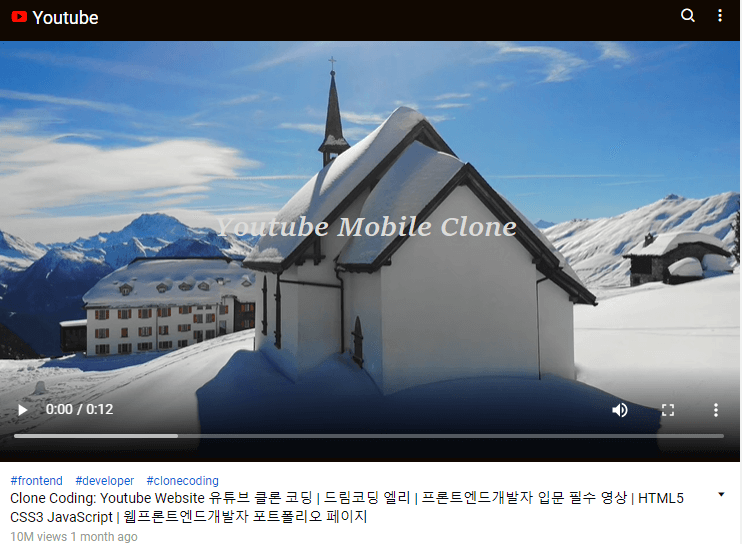 Youtube
Youtube Mobile Clone
0:00 / 0:12
#frontend #developer #clonecoding
Clone Coding: Youtube Website 유튜브 클론 코딩 | 드림코딩 엘리 | 프론트엔드개발자 입문 필수 영상 | HTML5
CSS3 JavaScript | 웹프론트엔드개발자 포트폴리오 페이지
10M views 1 month ago